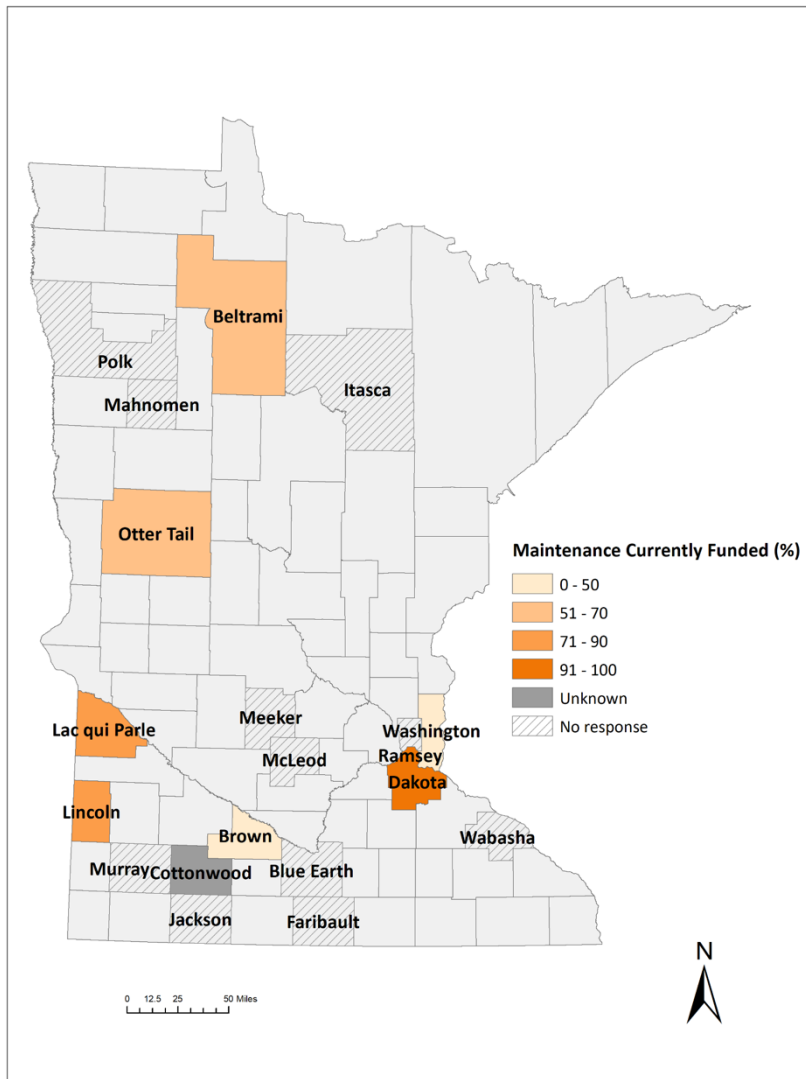 Beltrami
Polk
Itasca
Mahnomen
Otter Tail
Maintenance Currently Funded (%)
0 - 50
51 - 70
71 - 90
91 - 100
Unknown
No response
Lac qui Parle
Meeker
Washington
McLeod
Ramsey
Dakota
Lincoln
Brown
Wabasha
Murray
Cottonwood
Blue Earth
Jackson
Faribault
N
0 12.5 25 50 Miles